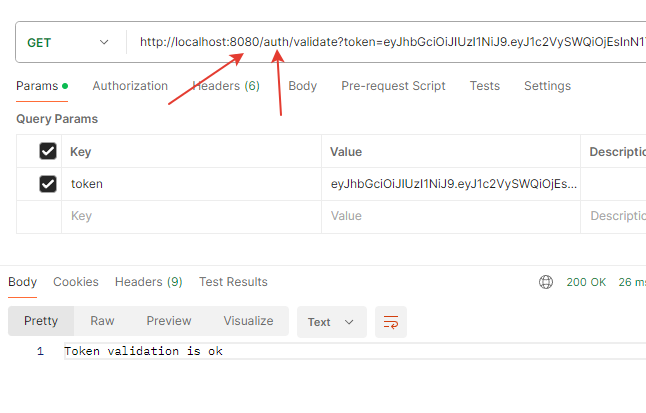 GET http://localhost:8080/auth/validate?token=eyJhbGciOiJIUzI1NiJ9.eyJ1c2VySWQiOjEsInN1
Params Authorization Headers (6) Body Pre-request Script Tests Settings
Query Params
Key Value Descriptio
token eyJhbGciOiJIUzI1NiJ9.eyJ1c2VySWQiOjEs...
Key Value Descriptio
Body Cookies Headers (9) Test Results 200 OK 26 ms
Pretty Raw Preview Visualize Text
1 Token validation is ok